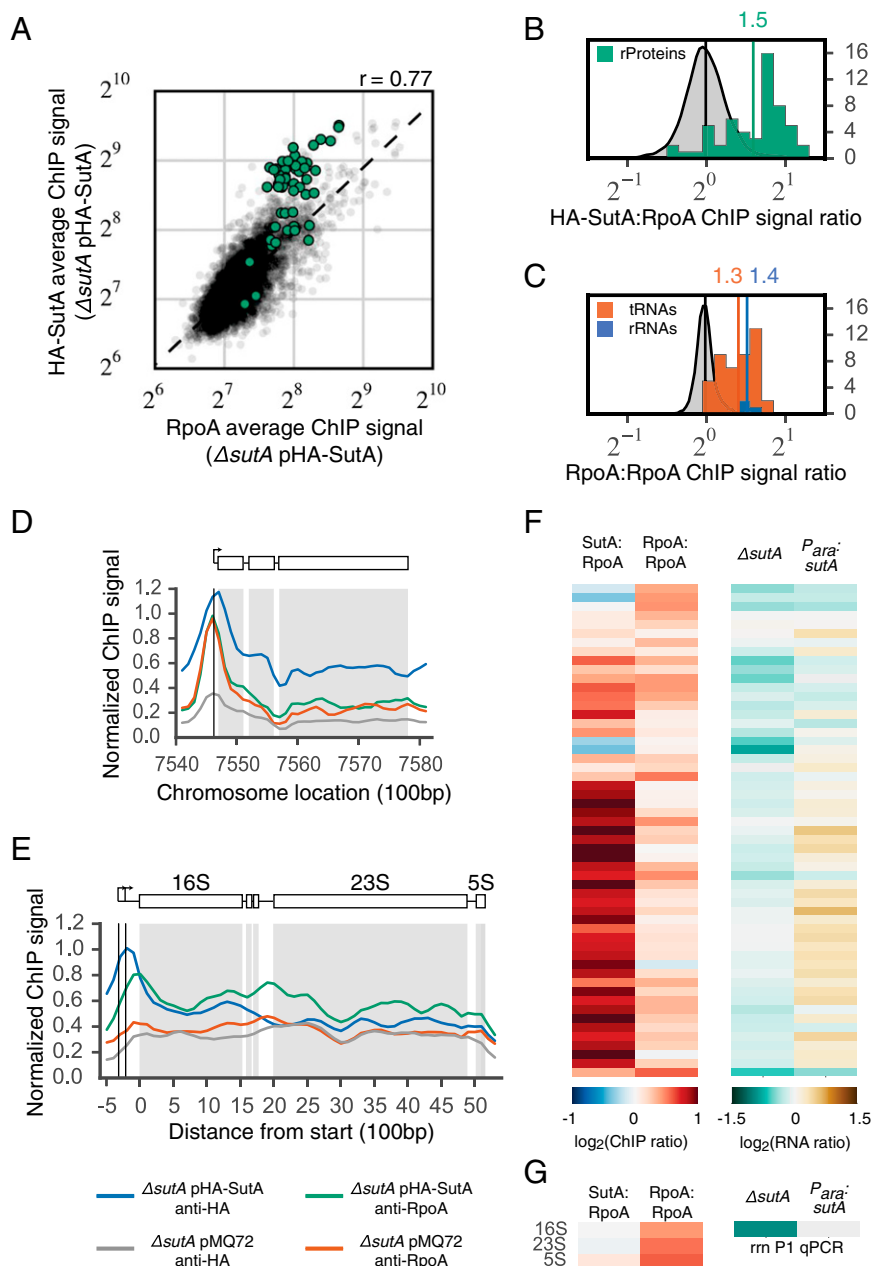 A
r = 0.77
2^10
2^9
2^8
2^7
2^6
HA-SutA average ChIP signal
(ΔsutA pHA-SutA)
2^6 2^7 2^8 2^9 2^10
RpoA average ChIP signal
(ΔsutA pHA-SutA)
B
1.5
rProteins
16
12
8
4
0
2^-1 2^0 2^1
HA-SutA:RpoA ChIP signal ratio
C
1.3 1.4
tRNAs
rRNAs
16
12
8
4
0
2^-1 2^0 2^1
RpoA:RpoA ChIP signal ratio
D
Normalized ChIP signal
1.2
1.0
0.8
0.6
0.4
0.2
0.0
7540 7550 7560 7570 7580
Chromosome location (100bp)
E
16S 23S 5S
Normalized ChIP signal
1.2
1.0
0.8
0.6
0.4
0.2
0.0
-5 0 5 10 15 20 25 30 35 40 45 50
Distance from start (100bp)
ΔsutA pHA-SutA
anti-HA
ΔsutA pHA-SutA
anti-RpoA
ΔsutA pMQ72
anti-HA
ΔsutA pMQ72
anti-RpoA
F
SutA:
RpoA
RpoA:
RpoA
ΔsutA
Para:
sutA
-1 0 1
log2(ChIP ratio)
-1.5 0 1.5
log2(RNA ratio)
G
SutA:
RpoA
RpoA:
RpoA
ΔsutA
Para:
sutA
16S
23S
5S
rrn P1 qPCR